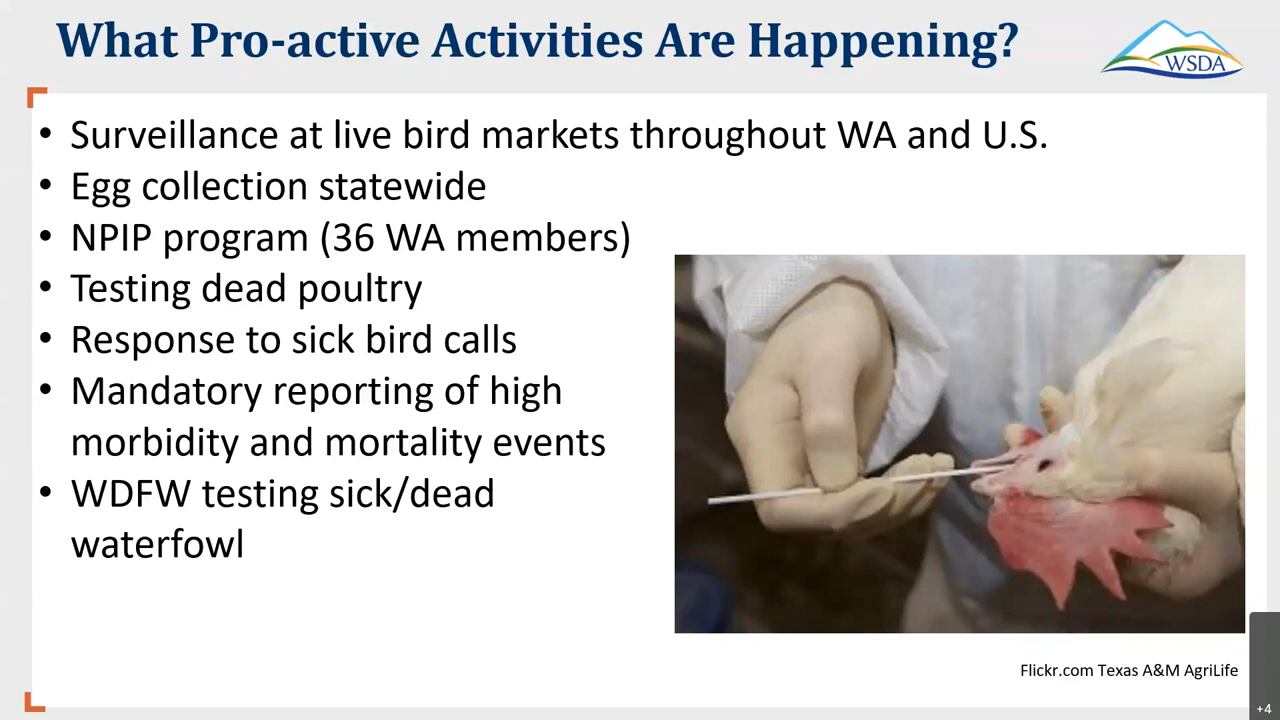 What Pro-active Activities Are Happening?
WSDA
• Surveillance at live bird markets throughout WA and U.S.
• Egg collection statewide
• NPIP program (36 WA members)
• Testing dead poultry
• Response to sick bird calls
• Mandatory reporting of high
morbidity and mortality events
• WDFW testing sick/dead
waterfowl
Flickr.com Texas A&M AgriLife
+4